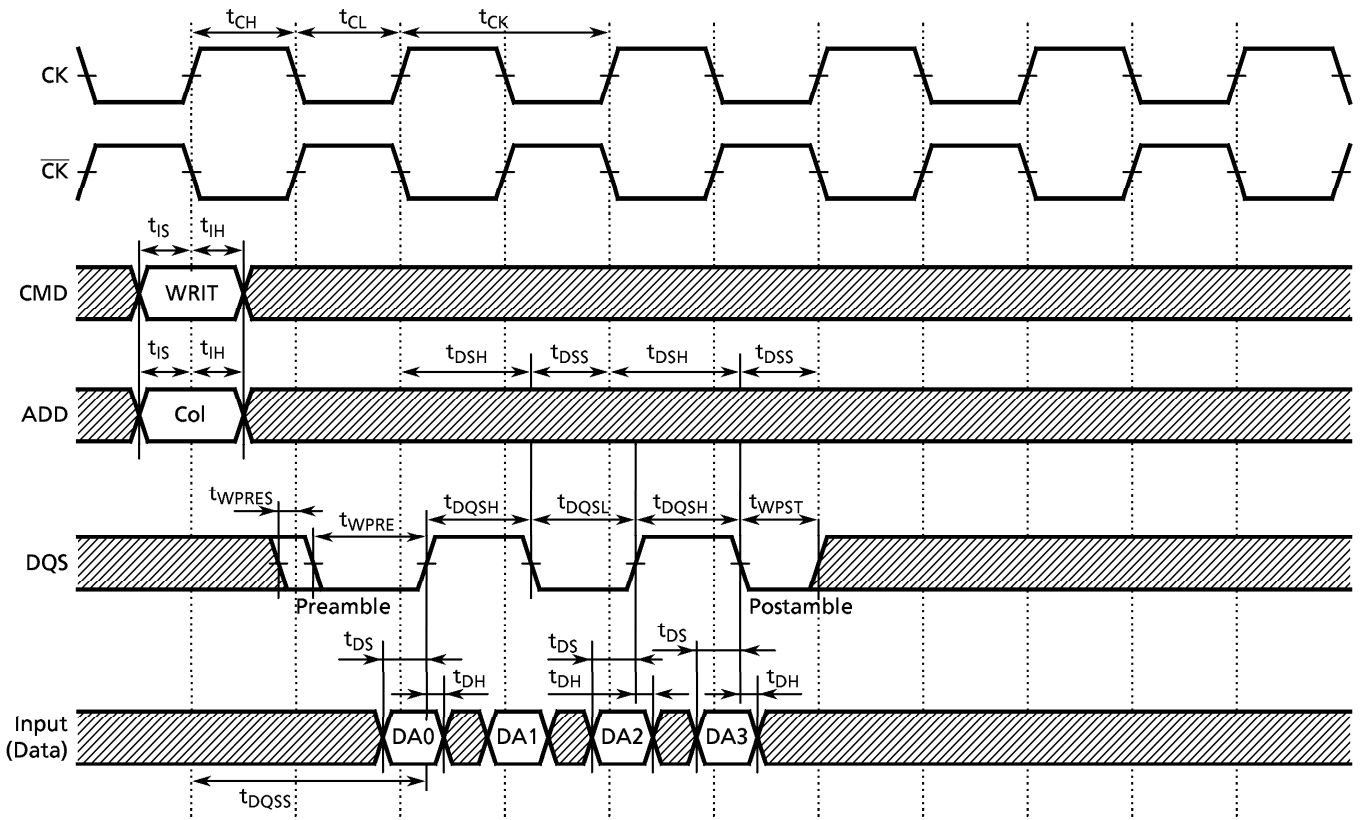 tCH tCL tCK
CK
C̅K̅
tIS tIH
CMD WRIT
tIS tIH tDSH tDSS tDSH tDSS
ADD Col
tWPRES tWPRE tDQSH tDQSL tDQSH tWPST
DQS
Preamble Postamble
tDS tDS tDS
tDH tDH tDH
Input
(Data) DA0 DA1 DA2 DA3
tDQSS